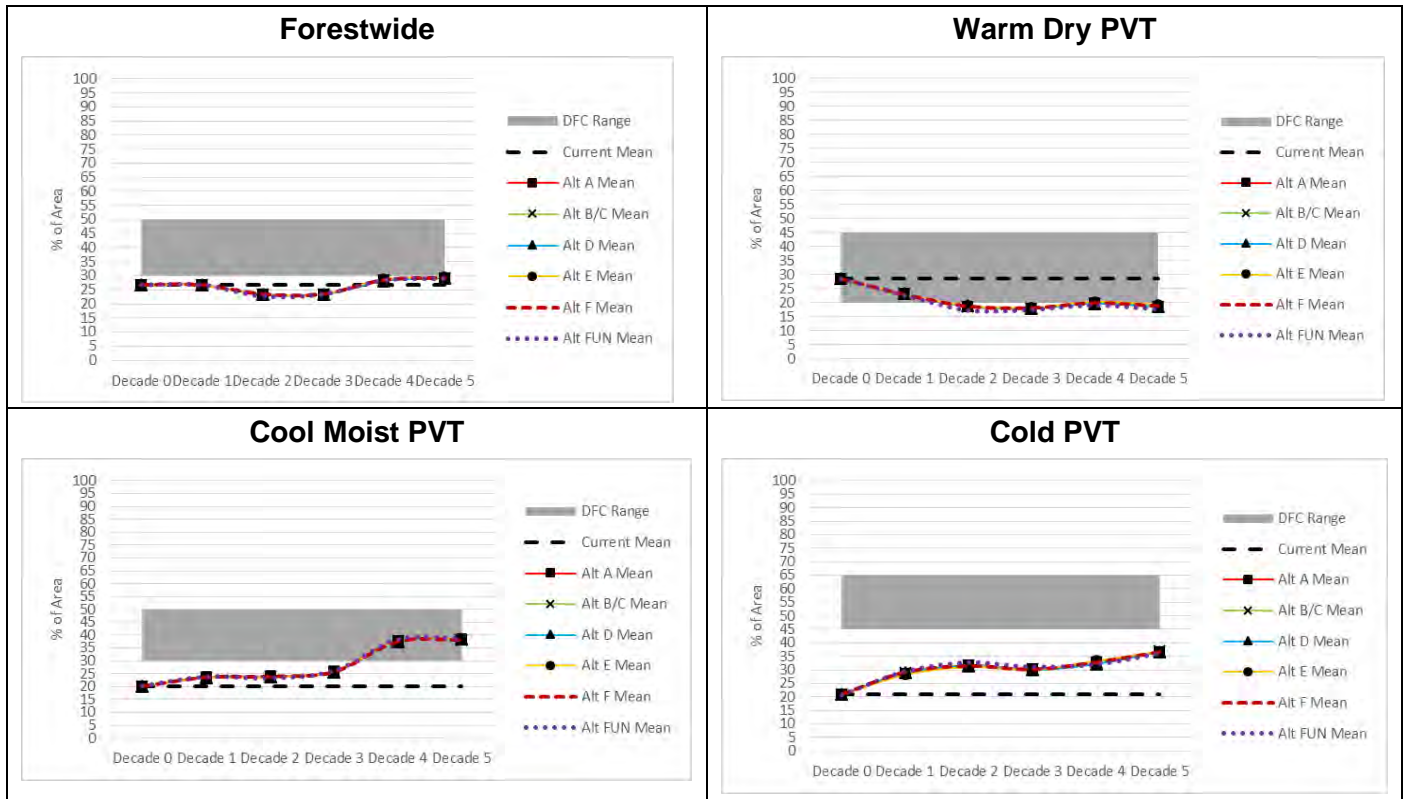 Forestwide
100
95
90
85
80
75
70
65
60
55
50
45
40
35
30
25
20
15
10
5
0
% of Area
Decade 0 Decade 1 Decade 2 Decade 3 Decade 4 Decade 5
DFC Range
Current Mean
Alt A Mean
Alt B/C Mean
Alt D Mean
Alt E Mean
Alt F Mean
Alt FUN Mean
Warm Dry PVT
100
95
90
85
80
75
70
65
60
55
50
45
40
35
30
25
20
15
10
5
0
% of Area
Decade 0 Decade 1 Decade 2 Decade 3 Decade 4 Decade 5
DFC Range
Current Mean
Alt A Mean
Alt B/C Mean
Alt D Mean
Alt E Mean
Alt F Mean
Alt FUN Mean
Cool Moist PVT
100
95
90
85
80
75
70
65
60
55
50
45
40
35
30
25
20
15
10
5
0
% of Area
Decade 0 Decade 1 Decade 2 Decade 3 Decade 4 Decade 5
DFC Range
Current Mean
Alt A Mean
Alt B/C Mean
Alt D Mean
Alt E Mean
Alt F Mean
Alt FUN Mean
Cold PVT
100
95
90
85
80
75
70
65
60
55
50
45
40
35
30
25
20
15
10
5
0
% of Area
Decade 0 Decade 1 Decade 2 Decade 3 Decade 4 Decade 5
DFC Range
Current Mean
Alt A Mean
Alt B/C Mean
Alt D Mean
Alt E Mean
Alt F Mean
Alt FUN Mean